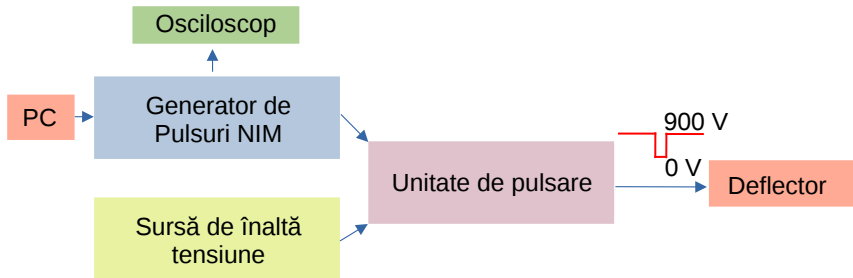 Osciloscop
PC
Generator de
Pulsuri NIM
900 V
0 V
Unitate de pulsare
Deflector
Sursă de înaltă
tensiune